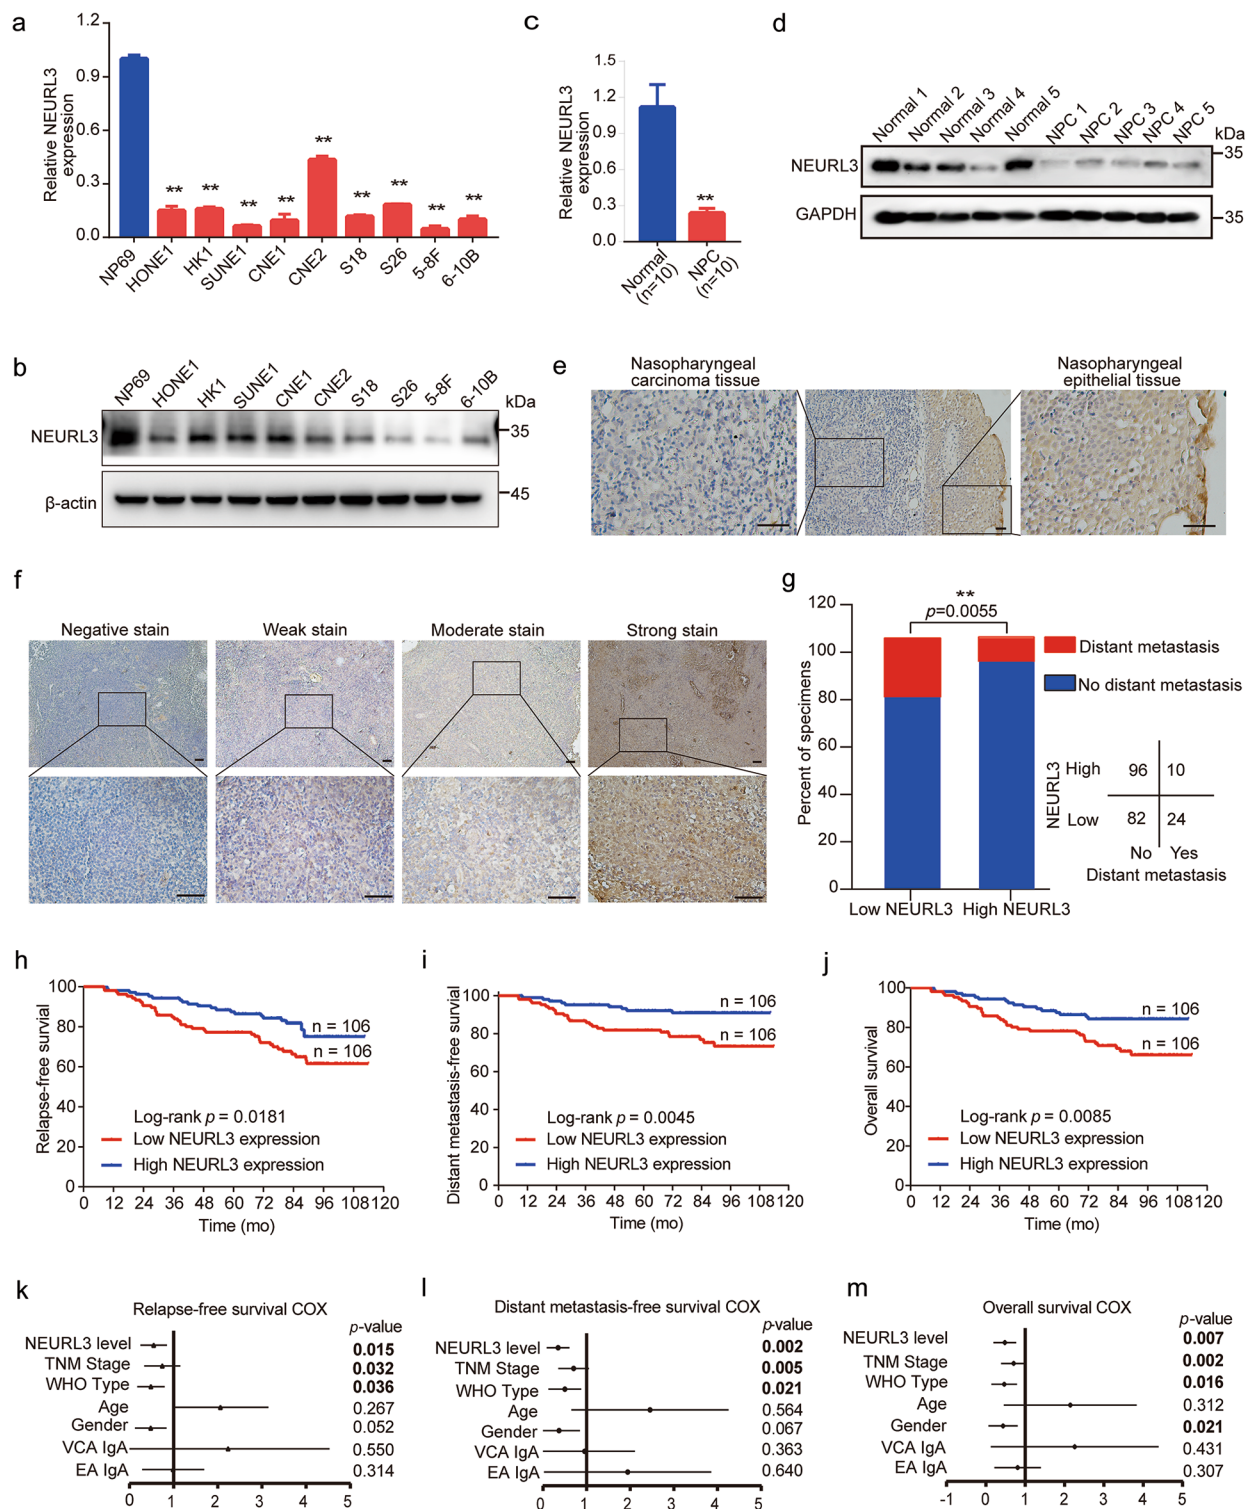 a
Relative NEURL3
expression
1.2
0.9
0.6
0.3
0.0
** ** ** ** ** ** ** ** **
NP69 HONE1 HK1 SUNE1 CNE1 CNE2 S18 S26 5-8F 6-10B
c
Relative NEURL3
expression
1.5
1.2
0.9
0.6
0.3
0.0
**
Normal
(n=10)
NPC
(n=10)
d
Normal 1 Normal 2 Normal 3 Normal 4 Normal 5 NPC 1 NPC 2 NPC 3 NPC 4 NPC 5
kDa
NEURL3 35
GAPDH 35
b
NP69 HONE1 HK1 SUNE1 CNE1 CNE2 S18 S26 5-8F 6-10B
kDa
NEURL3 35
β-actin 45
e
Nasopharyngeal
carcinoma tissue
Nasopharyngeal
epithelial tissue
f
Negative stain Weak stain Moderate stain Strong stain
g
Percent of specimens
120
100
80
60
40
20
0
**
p=0.0055
Distant metastasis
No distant metastasis
Low NEURL3 High NEURL3
NEURL3
High 96 10
Low 82 24
No Yes
Distant metastasis
h
Relapse-free survial
100
80
60
40
20
0
n = 106
n = 106
Log-rank p = 0.0181
Low NEURL3 expression
High NEURL3 expression
0 12 24 36 48 60 72 84 96 108 120
Time (mo)
i
Distant metastasis-free survival
100
80
60
40
20
0
n = 106
n = 106
Log-rank p = 0.0045
Low NEURL3 expression
High NEURL3 expression
0 12 24 36 48 60 72 84 96 108 120
Time (mo)
j
Overall survival
100
80
60
40
20
0
n = 106
n = 106
Log-rank p = 0.0085
Low NEURL3 expression
High NEURL3 expression
0 12 24 36 48 60 72 84 96 108 120
Time (mo)
k
Relapse-free survival COX
p-value
NEURL3 level 0.015
TNM Stage 0.032
WHO Type 0.036
Age 0.267
Gender 0.052
VCA IgA 0.550
EA IgA 0.314
0 1 2 3 4 5
l
Distant metastasis-free survival COX
p-value
NEURL3 level 0.002
TNM Stage 0.005
WHO Type 0.021
Age 0.564
Gender 0.067
VCA IgA 0.363
EA IgA 0.640
0 1 2 3 4 5
m
Overall survival COX
p-value
NEURL3 level 0.007
TNM Stage 0.002
WHO Type 0.016
Age 0.312
Gender 0.021
VCA IgA 0.431
EA IgA 0.307
-1 0 1 2 3 4 5